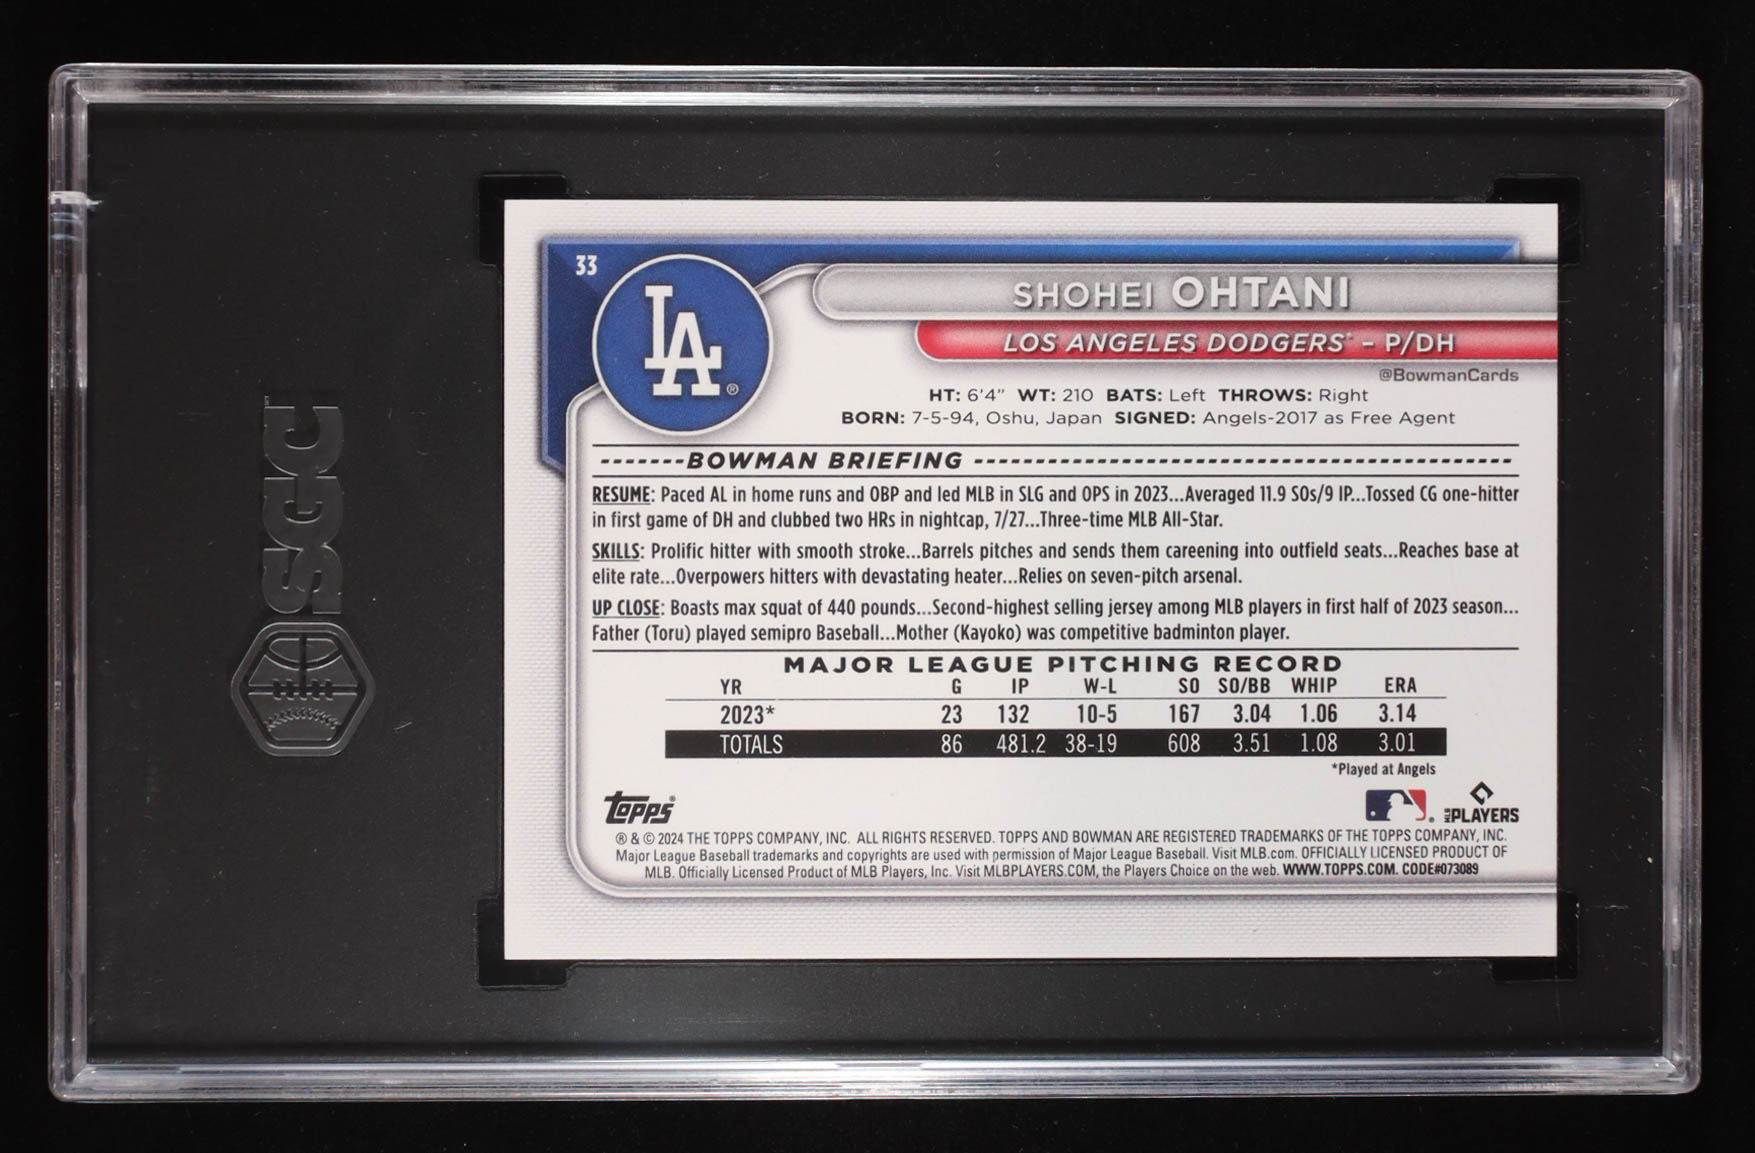 SGC
33
LA®
SHOHEI OHTANI
LOS ANGELES DODGERS® – P/DH
@BowmanCards
HT: 6'4" WT: 210 BATS: Left THROWS: Right
BORN: 7-5-94, Oshu, Japan SIGNED: Angels-2017 as Free Agent
BOWMAN BRIEFING
RESUME: Paced AL in home runs and OBP and led MLB in SLG and OPS in 2023...Averaged 11.9 SOs/9 IP...Tossed CG one-hitter
in first game of DH and clubbed two HRs in nightcap, 7/27...Three-time MLB All-Star.
SKILLS: Prolific hitter with smooth stroke...Barrels pitches and sends them careening into outfield seats...Reaches base at
elite rate...Overpowers hitters with devastating heater...Relies on seven-pitch arsenal.
UP CLOSE: Boasts max squat of 440 pounds...Second-highest selling jersey among MLB players in first half of 2023 season...
Father (Toru) played semipro Baseball...Mother (Kayoko) was competitive badminton player.
MAJOR LEAGUE PITCHING RECORD
YR G IP W-L SO SO/BB WHIP ERA
2023* 23 132 10-5 167 3.04 1.06 3.14
TOTALS 86 481.2 38-19 608 3.51 1.08 3.01
*Played at Angels
Topps®
MLB PLAYERS
® & © 2024 THE TOPPS COMPANY, INC. ALL RIGHTS RESERVED. TOPPS AND BOWMAN ARE REGISTERED TRADEMARKS OF THE TOPPS COMPANY, INC.
Major League Baseball trademarks and copyrights are used with permission of Major League Baseball. Visit MLB.com. OFFICIALLY LICENSED PRODUCT OF
MLB. Officially Licensed Product of MLB Players, Inc. Visit MLBPLAYERS.COM, the Players Choice on the web. WWW.TOPPS.COM. CODE#073089